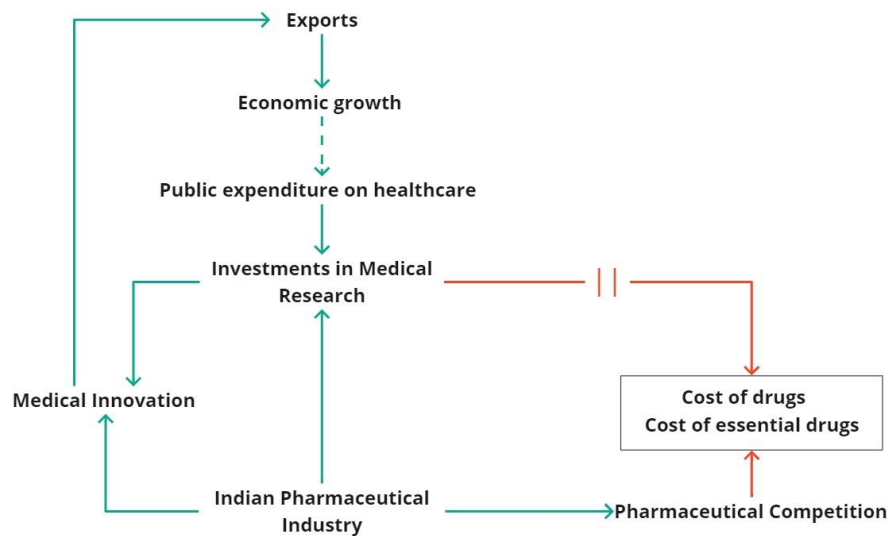 Exports
Economic growth
Public expenditure on healthcare
Investments in Medical
Research
Medical Innovation
Cost of drugs
Cost of essential drugs
Indian Pharmaceutical
Industry
Pharmaceutical Competition